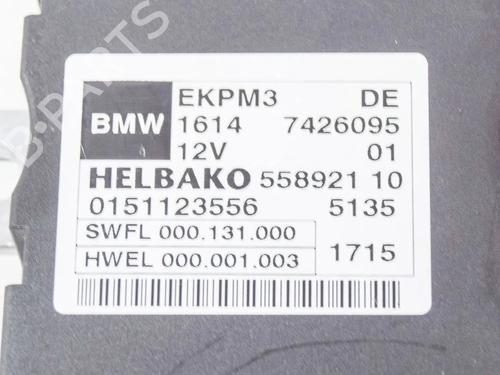 B-PARTS
BMW
EKPM3 DE
1614 7426095
12V 01
HELBAKO 558921 10
0151123556 5135
SWFL 000.131.000
HWEL 000.001.003 1715